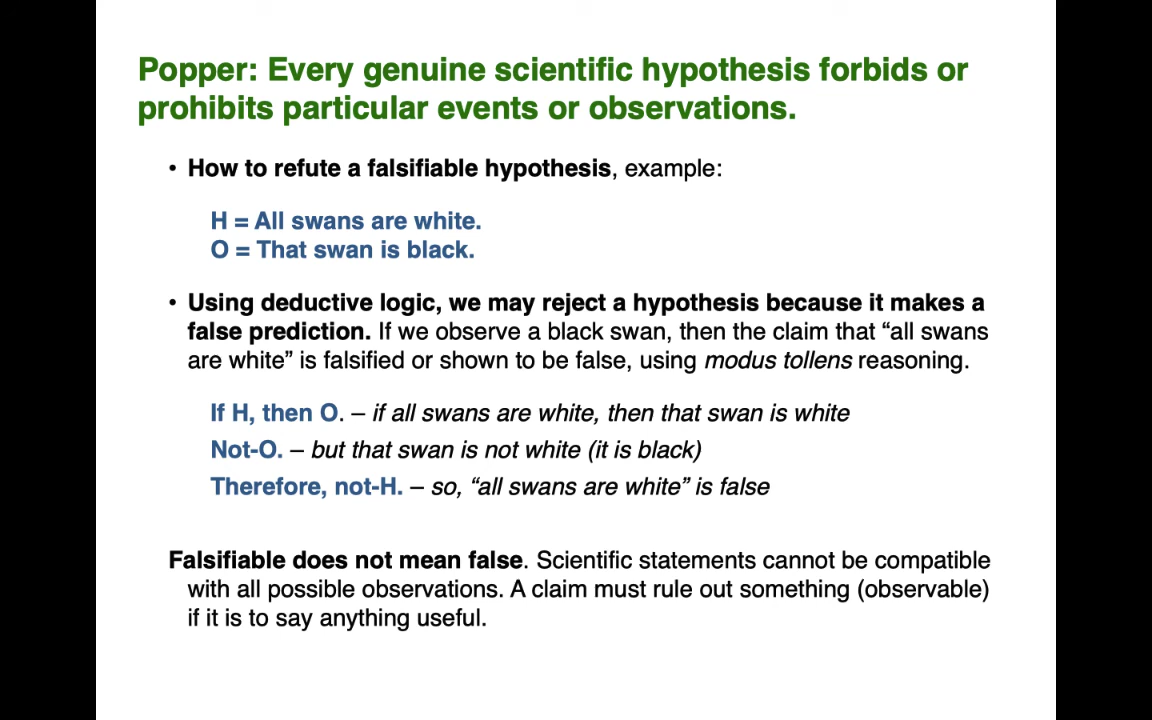 Popper: Every genuine scientific hypothesis forbids or
prohibits particular events or observations.
• How to refute a falsifiable hypothesis, example:
H = All swans are white.
O = That swan is black.
• Using deductive logic, we may reject a hypothesis because it makes a
false prediction. If we observe a black swan, then the claim that “all swans
are white” is falsified or shown to be false, using modus tollens reasoning.
If H, then O. – if all swans are white, then that swan is white
Not-O. – but that swan is not white (it is black)
Therefore, not-H. – so, “all swans are white” is false
Falsifiable does not mean false. Scientific statements cannot be compatible
with all possible observations. A claim must rule out something (observable)
if it is to say anything useful.